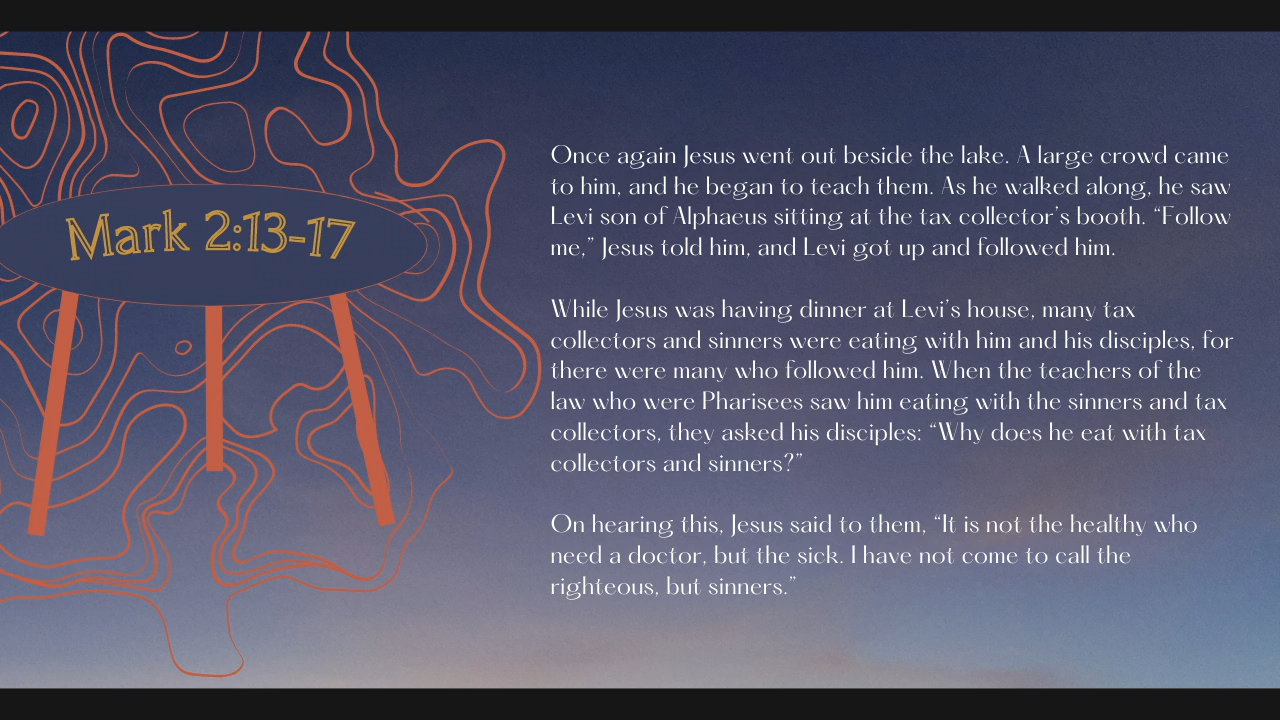 Mark 2:13-17
Once again Jesus went out beside the lake. A large crowd came
to him, and he began to teach them. As he walked along, he saw
Levi son of Alphaeus sitting at the tax collector’s booth. “Follow
me,” Jesus told him, and Levi got up and followed him.
While Jesus was having dinner at Levi’s house, many tax
collectors and sinners were eating with him and his disciples, for
there were many who followed him. When the teachers of the
law who were Pharisees saw him eating with the sinners and tax
collectors, they asked his disciples: “Why does he eat with tax
collectors and sinners?”
On hearing this, Jesus said to them, “It is not the healthy who
need a doctor, but the sick. I have not come to call the
righteous, but sinners.”